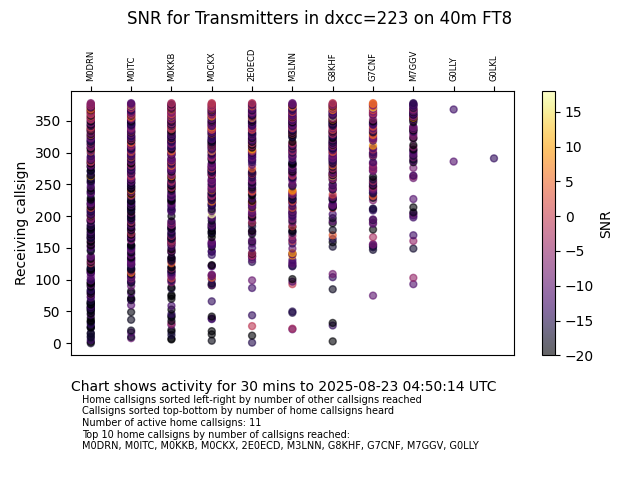 SNR for Transmitters in dxcc=223 on 40m FT8
M0DRN M0ITC M0KKB M0CKX 2E0ECD M3LNN G8KHF G7CNF M7GGV G0LLY G0LKL
350
300
250
200
150
100
50
0
Receiving callsign
15
10
5
0
−5
−10
−15
−20
SNR
Chart shows activity for 30 mins to 2025-08-23 04:50:14 UTC
Home callsigns sorted left-right by number of other callsigns reached
Callsigns sorted top-bottom by number of home callsigns heard
Number of active home callsigns: 11
Top 10 home callsigns by number of callsigns reached:
M0DRN, M0ITC, M0KKB, M0CKX, 2E0ECD, M3LNN, G8KHF, G7CNF, M7GGV, G0LLY